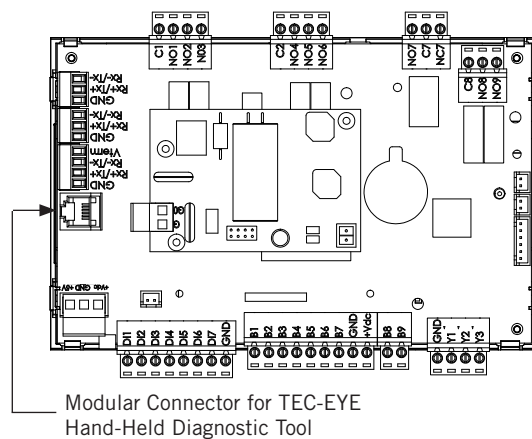 C1 NO1 NO2 NO3
C2 NO4 NO5 NO6
NO7 C7 NC7
C8 NO8 NO9
Rx-/Tx-
Rx+/Tx+
GND
Rx-/Tx-
Rx+/Tx+
GND
Vterm
Rx-/Tx-
Rx+/Tx+
GND
G G0
+Vdc GND
DI1 DI2 DI3 DI4 DI5 DI6 DI7 GND
B1 B2 B3 B4 B5 B6 B7 GND +Vdc
B8 B9
GND Y1 Y2 Y3
Modular Connector for TEC-EYE
Hand-Held Diagnostic Tool